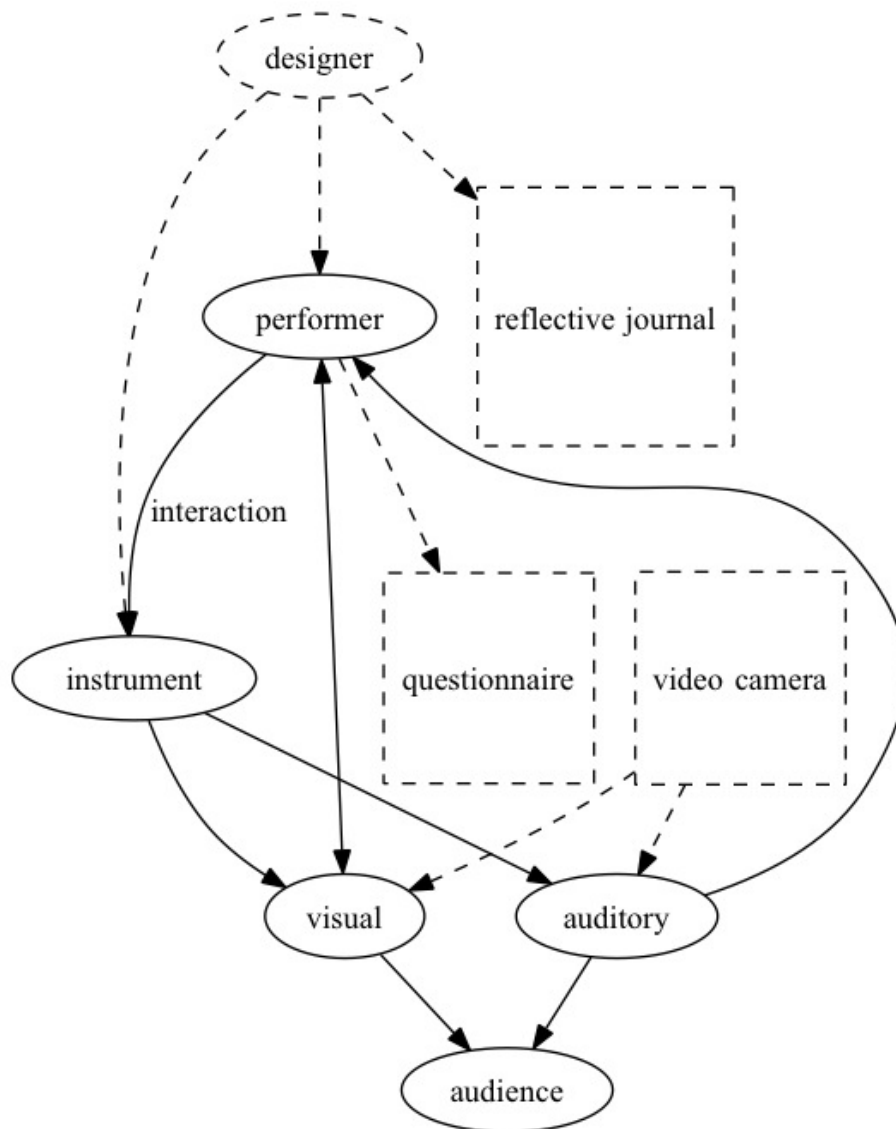 designer
performer
reflective journal
interaction
instrument
questionnaire
video camera
visual
auditory
audience